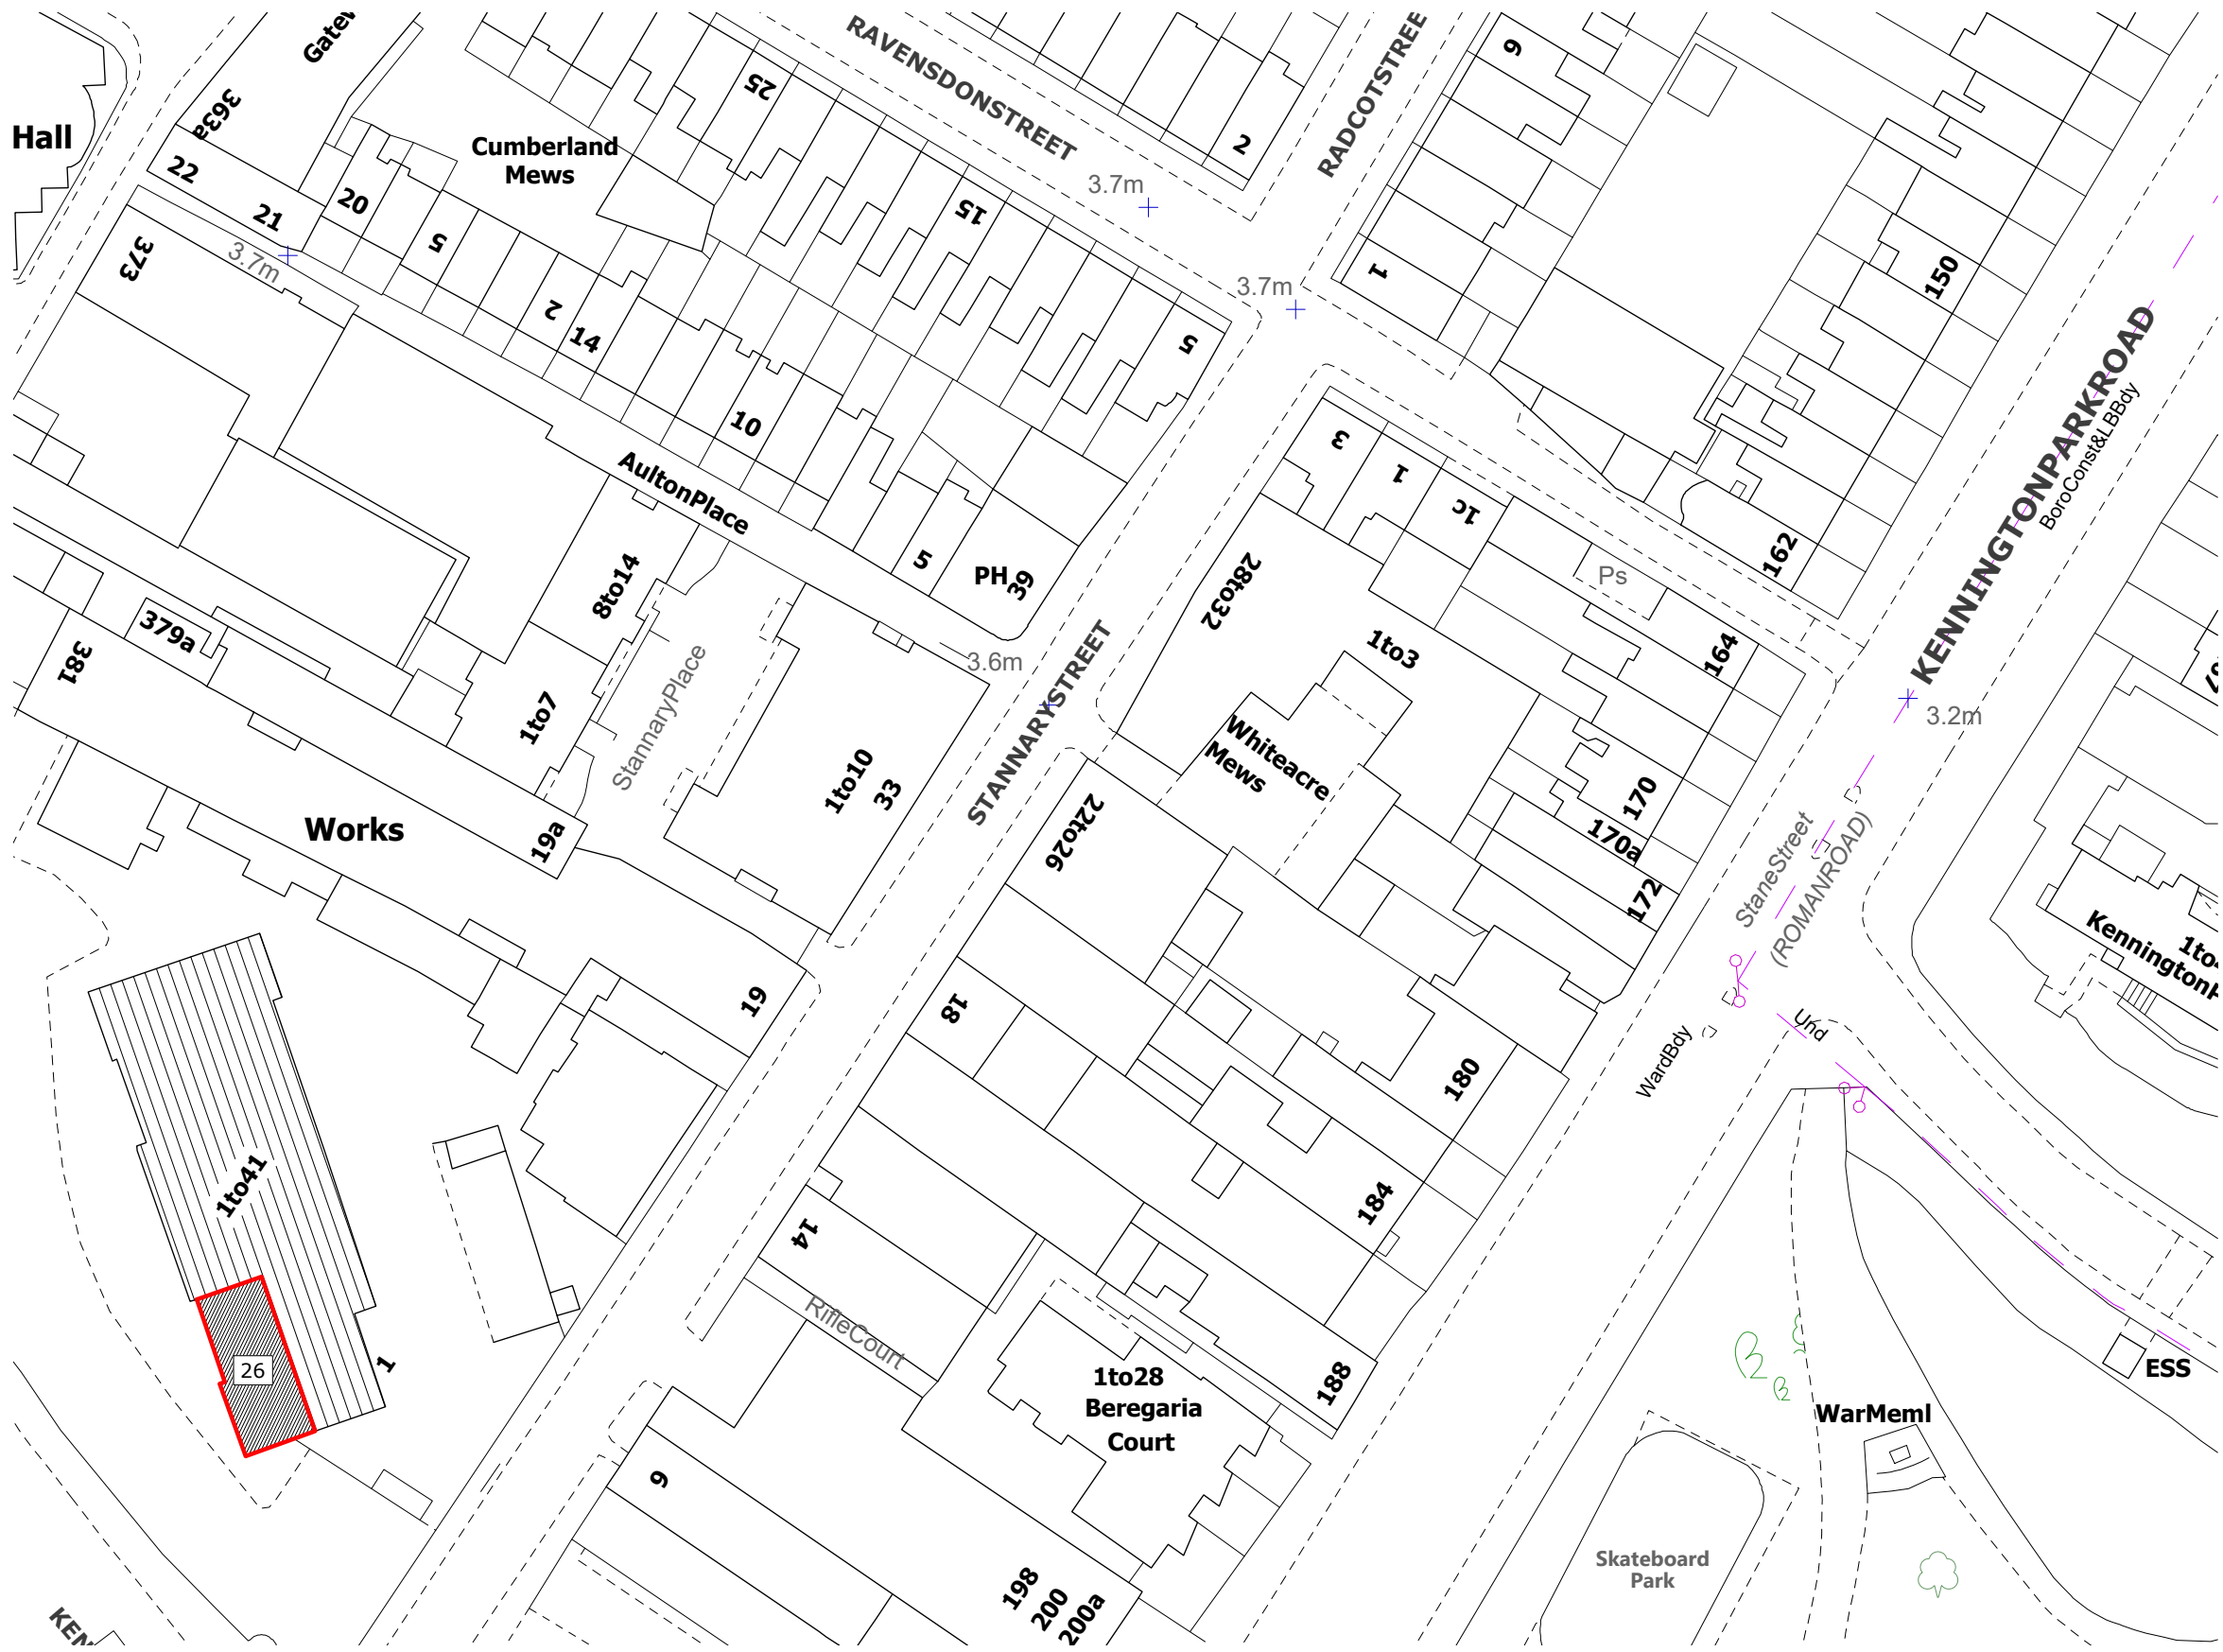 Gatew
RAVENSDONSTREET
RADCOTSTREE
25
9
363a
Hall
Cumberland
Mews
2
22
20
3.7m
21
15
5
373
3.7m
3.7m
1
150
2
14
5
KENNINGTONPARKROAD
BoroConst&LBBdy
10
3
1
AultonPlace
1c
5
PH
39
8to14
28to32
Ps
162
379a
381
StannaryPlace
3.6m
1to3
164
STANNARYSTREET
1to7
3.2m
1to10
33
Whiteacre
Mews
170
Works
19a
22to26
170a
172
StaneStreet
(ROMANROAD)
KenningtonP
19
18
Und
WardBdy
180
1to41
184
14
RifleCourt
26
1
1to28
Beregaria
Court
188
ESS
WarMeml
9
Skateboard
Park
198
200
200a
KEN